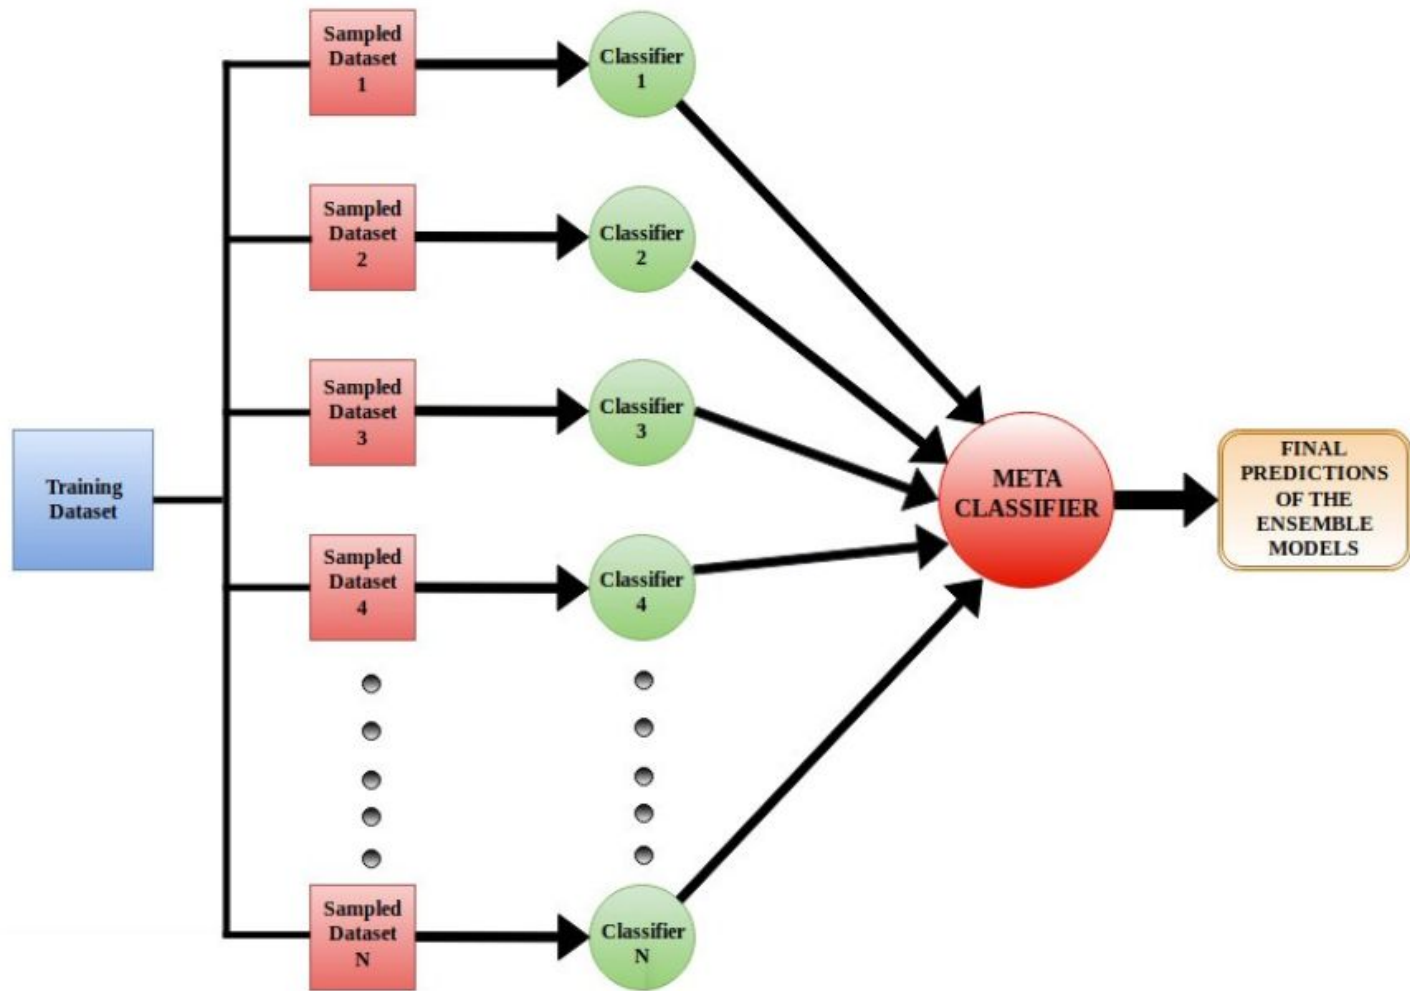 Sampled
Dataset
1
Classifier
1
Sampled
Dataset
2
Classifier
2
Sampled
Dataset
3
Classifier
3
Training
Dataset
META
CLASSIFIER
FINAL
PREDICTIONS
OF THE
ENSEMBLE
MODELS
Sampled
Dataset
4
Classifier
4
Sampled
Dataset
N
Classifier
N